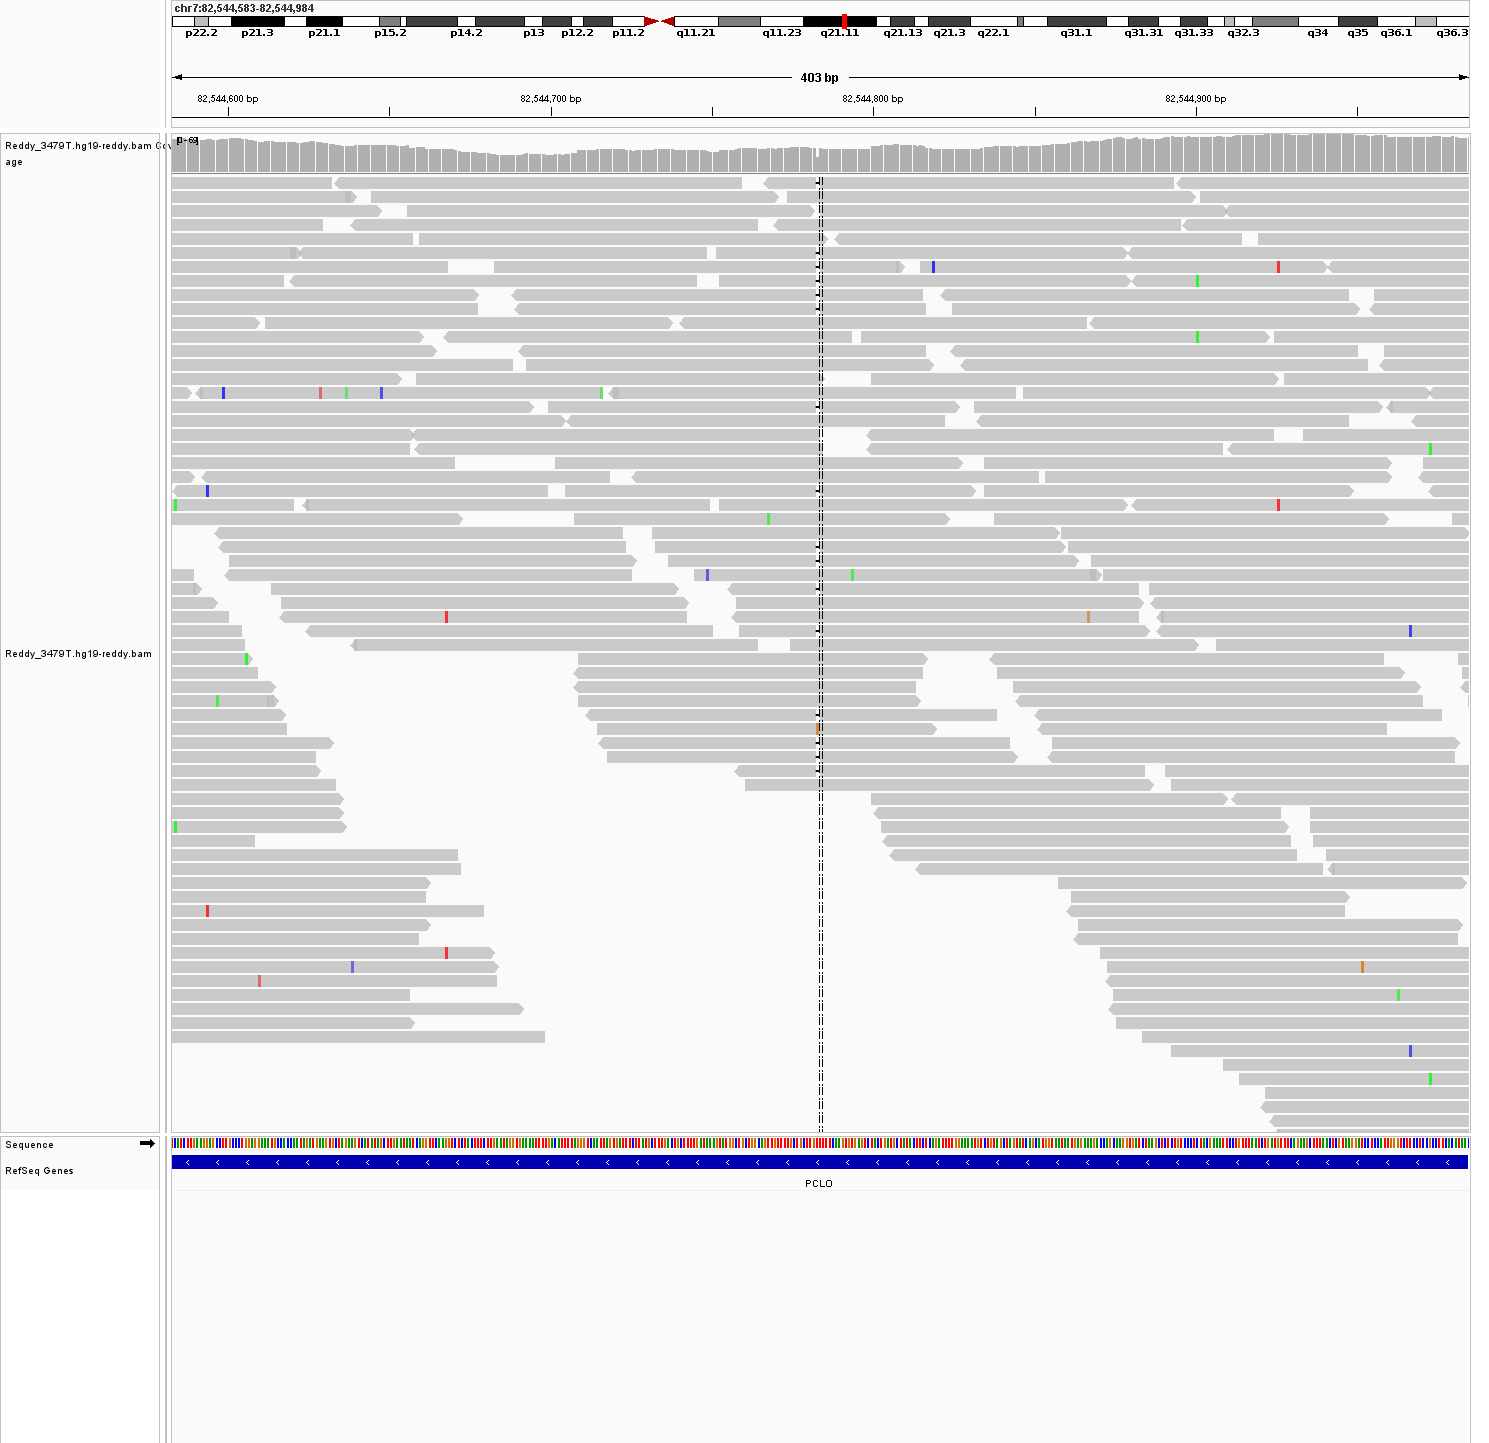 chr7:82,544,583-82,544,984
p22.2 p21.3 p21.1 p15.2 p14.2 p13 p12.2 p11.2 q11.21 q11.23 q21.11 q21.13 q21.3 q22.1 q31.1 q31.31 q31.33 q32.3 q34 q35 q36.1 q36.3
403 bp
82,544,600 bp 82,544,700 bp 82,544,800 bp 82,544,900 bp
Reddy_3479T.hg19-reddy.bam Cov
age
Reddy_3479T.hg19-reddy.bam
Sequence
RefSeq Genes
PCLO